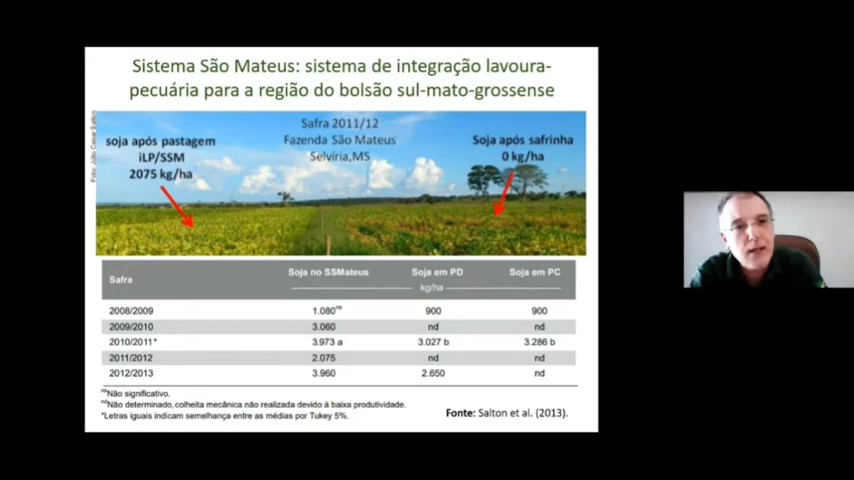 Sistema São Mateus: sistema de integração lavoura-
pecuária para a região do bolsão sul-mato-grossense
soja após pastagem
iLP/SSM
2075 kg/ha
Safra 2011/12
Fazenda São Mateus
Selvíria,MS
Soja após safrinha
0 kg/ha
Safra Soja no SSMateus Soja em PD Soja em PC
kg/ha
2008/2009 1.080ns 900 900
2009/2010 3.060 nd nd
2010/2011* 3.973 a 3.027 b 3.286 b
2011/2012 2.075 nd nd
2012/2013 3.960 2.650 nd
nsNão significativo.
ndNão determinado, colheita mecânica não realizada devido à baixa produtividade.
*Letras iguais indicam semelhança entre as médias por Tukey 5%.
Fonte: Salton et al. (2013).